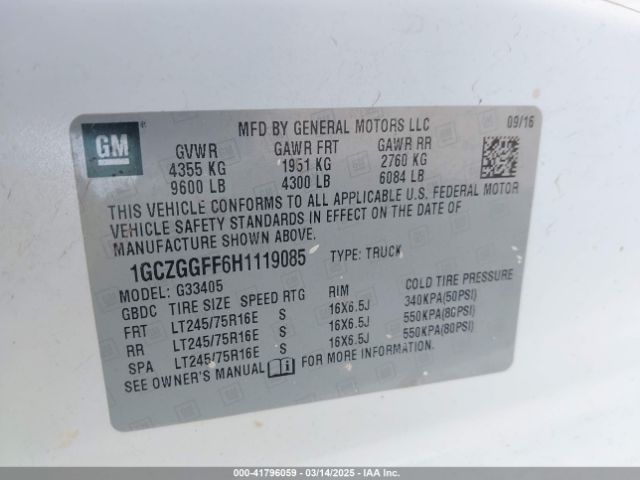 GM
MFD BY GENERAL MOTORS LLC
09/16
GVWR GAWR FRT GAWR RR
4355 KG 1951 KG 2760 KG
9600 LB 4300 LB 6084 LB
THIS VEHICLE CONFORMS TO ALL APPLICABLE U.S. FEDERAL MOTOR
VEHICLE SAFETY STANDARDS IN EFFECT ON THE DATE OF
MANUFACTURE SHOWN ABOVE.
1GCZGGFF6H1119085 TYPE: TRUCK
MODEL: G33405
GBDC TIRE SIZE SPEED RTG RIM COLD TIRE PRESSURE
FRT LT245/75R16E S 16X6.5J 340KPA(50PSI)
RR LT245/75R16E S 16X6.5J 550KPA(80PSI)
SPA LT245/75R16E S 16X6.5J 550KPA(80PSI)
SEE OWNER'S MANUAL FOR MORE INFORMATION.
000-41796059 — 03/14/2025 - IAAI.com